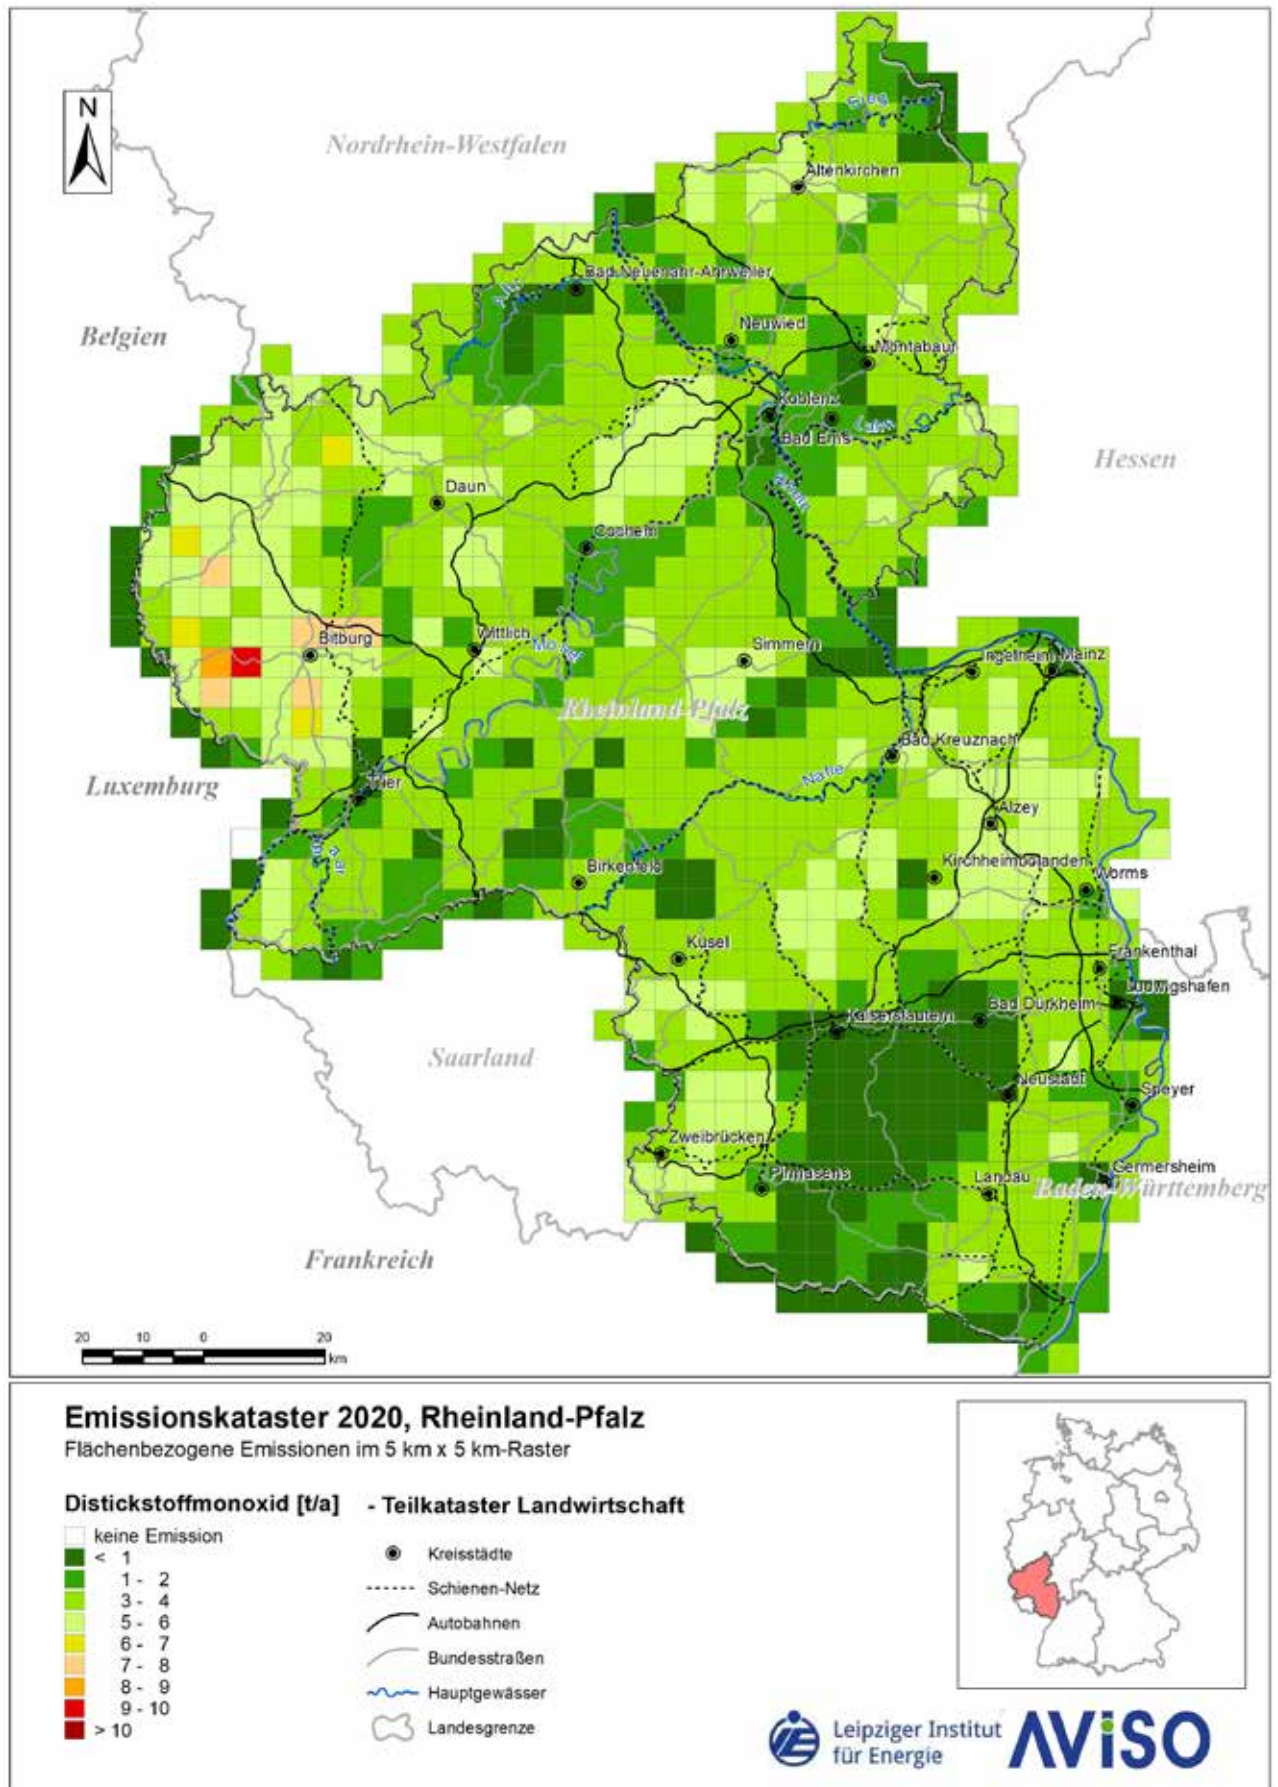 N
Nordrhein-Westfalen
Sieg
Altenkirchen
Bad Neuenahr-Ahrweiler
Ahr
Belgien
Neuwied
Montabaur
Koblenz
Lahn
Bad Ems
Hessen
Rhein
Daun
Cochem
Bitburg
Wittlich
Mosel
Simmern
Ingelheim
Mainz
Rheinland-Pfalz
Bad Kreuznach
Luxemburg
Trier
Nahe
Alzey
Saar
Birkenfeld
Kirchheimbolanden
Worms
Kusel
Frankenthal
Ludwigshafen
Bad Dürkheim
Kaiserslautern
Saarland
Neustadt
Speyer
Zweibrücken
Pirmasens
Landau
Germersheim
Baden-Württemberg
Frankreich
20 10 0 20
km
Emissionskataster 2020, Rheinland-Pfalz
Flächenbezogene Emissionen im 5 km x 5 km-Raster
Distickstoffmonoxid [t/a] - Teilkataster Landwirtschaft
keine Emission
< 1
1 - 2
3 - 4
5 - 6
6 - 7
7 - 8
8 - 9
9 - 10
> 10
Kreisstädte
Schienen-Netz
Autobahnen
Bundesstraßen
Hauptgewässer
Landesgrenze
Leipziger Institut
für Energie
AViSO